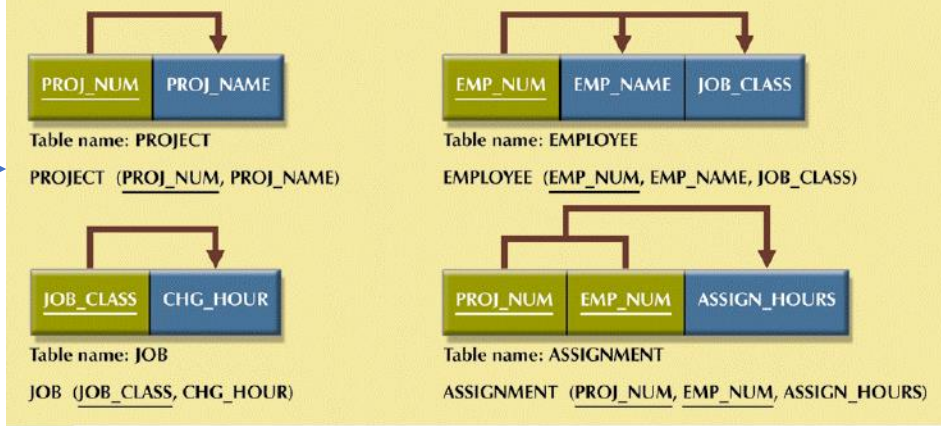 PROJ_NUM PROJ_NAME
Table name: PROJECT
PROJECT (PROJ_NUM, PROJ_NAME)
EMP_NUM EMP_NAME JOB_CLASS
Table name: EMPLOYEE
EMPLOYEE (EMP_NUM, EMP_NAME, JOB_CLASS)
JOB_CLASS CHG_HOUR
Table name: JOB
JOB (JOB_CLASS, CHG_HOUR)
PROJ_NUM EMP_NUM ASSIGN_HOURS
Table name: ASSIGNMENT
ASSIGNMENT (PROJ_NUM, EMP_NUM, ASSIGN_HOURS)